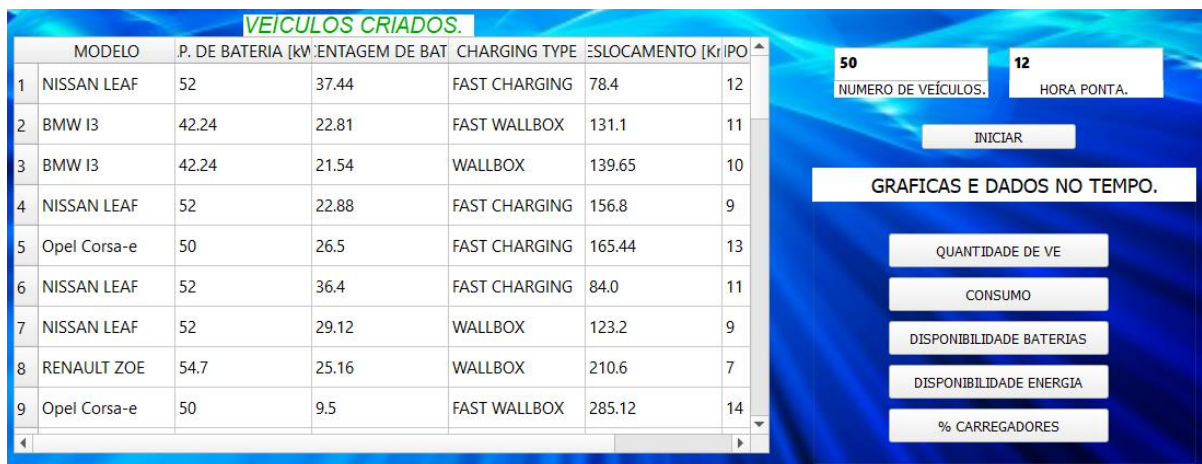 VEÍCULOS CRIADOS.
MODELO .P. DE BATERIA [kW CENTAGEM DE BAT CHARGING TYPE ESLOCAMENTO [Kr IPO
1 NISSAN LEAF 52 37.44 FAST CHARGING 78.4 12
2 BMW I3 42.24 22.81 FAST WALLBOX 131.1 11
3 BMW I3 42.24 21.54 WALLBOX 139.65 10
4 NISSAN LEAF 52 22.88 FAST CHARGING 156.8 9
5 Opel Corsa-e 50 26.5 FAST CHARGING 165.44 13
6 NISSAN LEAF 52 36.4 FAST CHARGING 84.0 11
7 NISSAN LEAF 52 29.12 WALLBOX 123.2 9
8 RENAULT ZOE 54.7 25.16 WALLBOX 210.6 7
9 Opel Corsa-e 50 9.5 FAST WALLBOX 285.12 14
50 12
NUMERO DE VEÍCULOS. HORA PONTA.
INICIAR
GRAFICAS E DADOS NO TEMPO.
QUANTIDADE DE VE
CONSUMO
DISPONIBILIDADE BATERIAS
DISPONIBILIDADE ENERGIA
% CARREGADORES